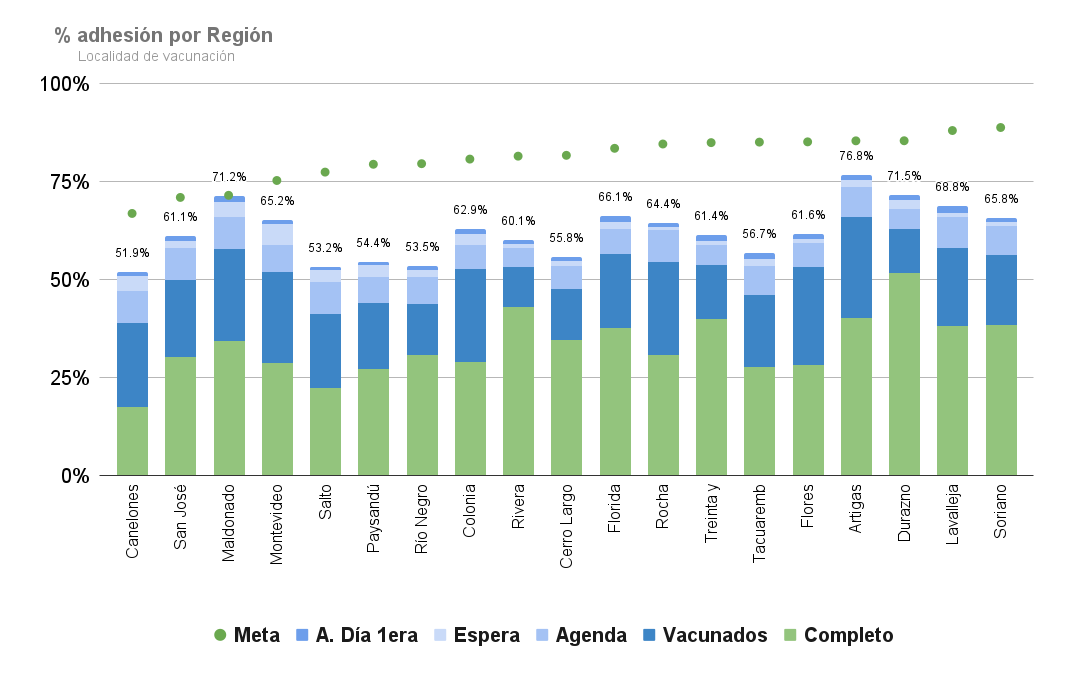 % adhesión por Región
Localidad de vacunación
100%
75%
50%
25%
0%
51.9%
61.1%
71.2%
65.2%
53.2%
54.4%
53.5%
62.9%
60.1%
55.8%
66.1%
64.4%
61.4%
56.7%
61.6%
76.8%
71.5%
68.8%
65.8%
Canelones
San José
Maldonado
Montevideo
Salto
Paysandú
Río Negro
Colonia
Rivera
Cerro Largo
Florida
Rocha
Treinta y
Tacuaremb
Flores
Artigas
Durazno
Lavalleja
Soriano
Meta
A. Día 1era
Espera
Agenda
Vacunados
Completo